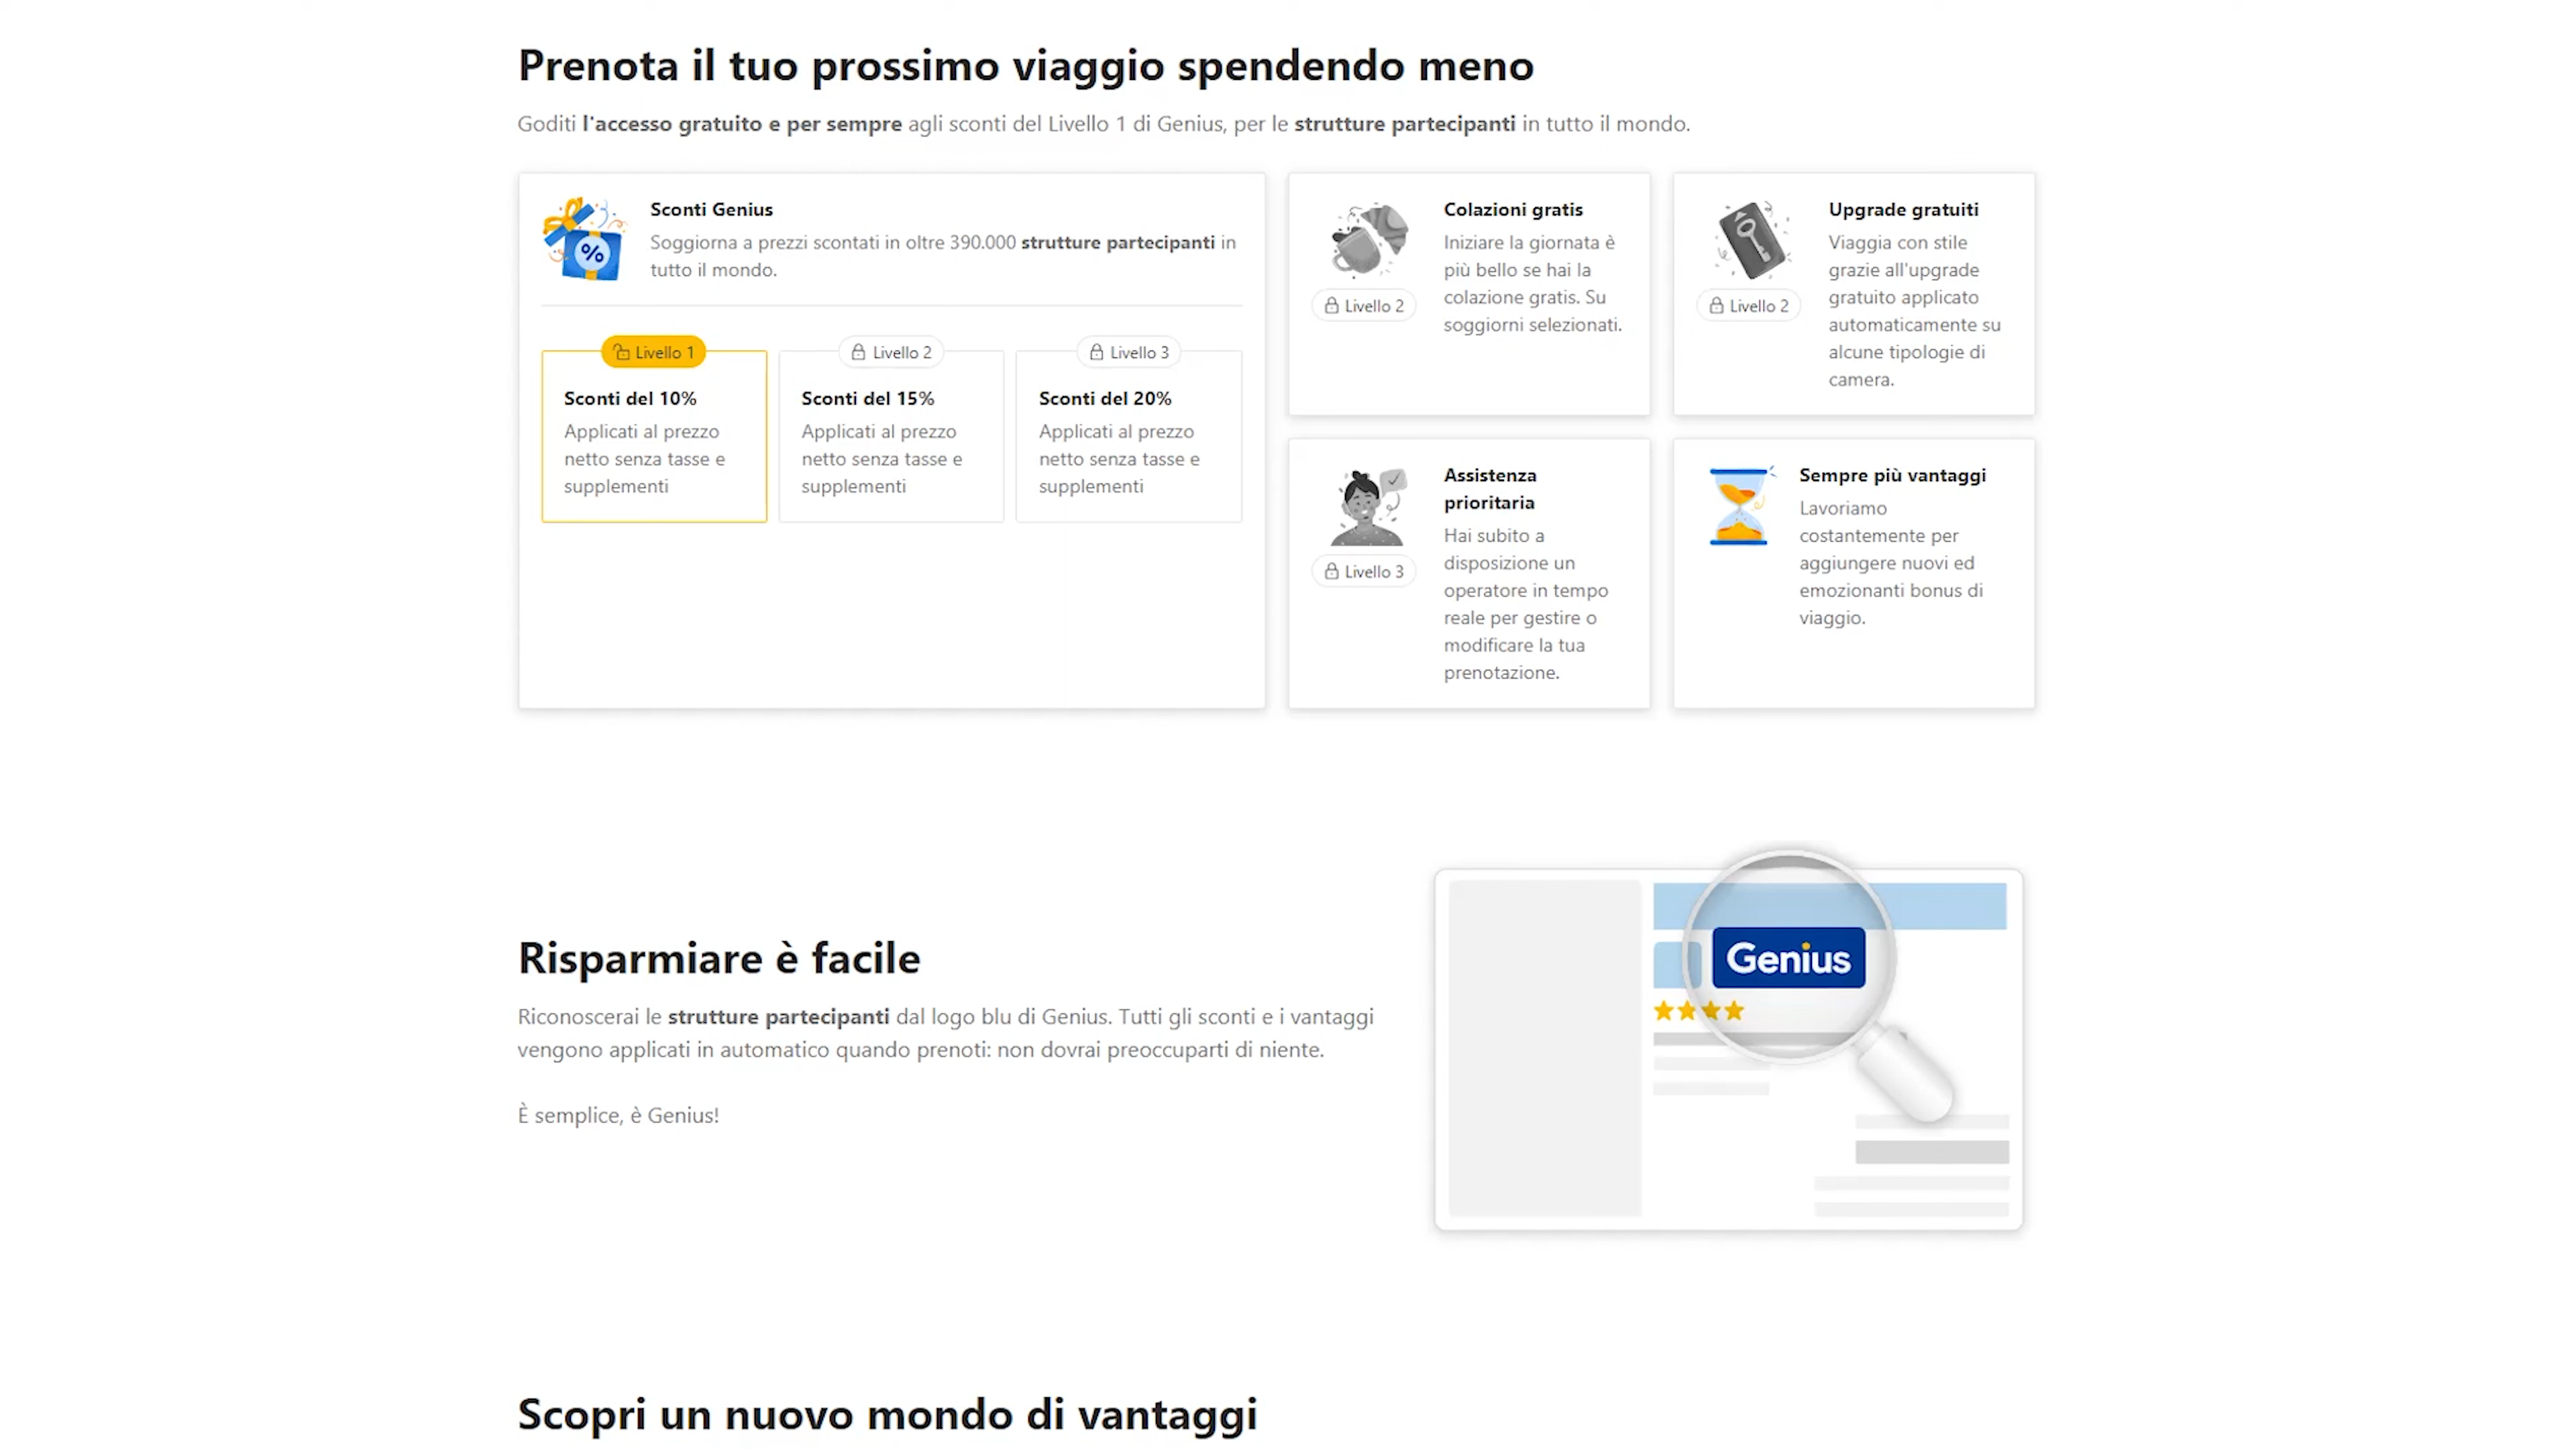 Prenota il tuo prossimo viaggio spendendo meno
Goditi l'accesso gratuito e per sempre agli sconti del Livello 1 di Genius, per le strutture partecipanti in tutto il mondo.
Sconti Genius
Soggiorna a prezzi scontati in oltre 390.000 strutture partecipanti in
tutto il mondo.
%
Livello 1
Sconti del 10%
Applicati al prezzo
netto senza tasse e
supplementi
Livello 2
Sconti del 15%
Applicati al prezzo
netto senza tasse e
supplementi
Livello 3
Sconti del 20%
Applicati al prezzo
netto senza tasse e
supplementi
Colazioni gratis
Iniziare la giornata è
più bello se hai la
colazione gratis. Su
soggiorni selezionati.
Livello 2
Upgrade gratuiti
Viaggia con stile
grazie all'upgrade
gratuito applicato
automaticamente su
alcune tipologie di
camera.
Livello 2
Assistenza
prioritaria
Hai subito a
disposizione un
operatore in tempo
reale per gestire o
modificare la tua
prenotazione.
Livello 3
Sempre più vantaggi
Lavoriamo
costantemente per
aggiungere nuovi ed
emozionanti bonus di
viaggio.
Risparmiare è facile
Riconoscerai le strutture partecipanti dal logo blu di Genius. Tutti gli sconti e i vantaggi
vengono applicati in automatico quando prenoti: non dovrai preoccuparti di niente.
È semplice, è Genius!
Genius
Scopri un nuovo mondo di vantaggi